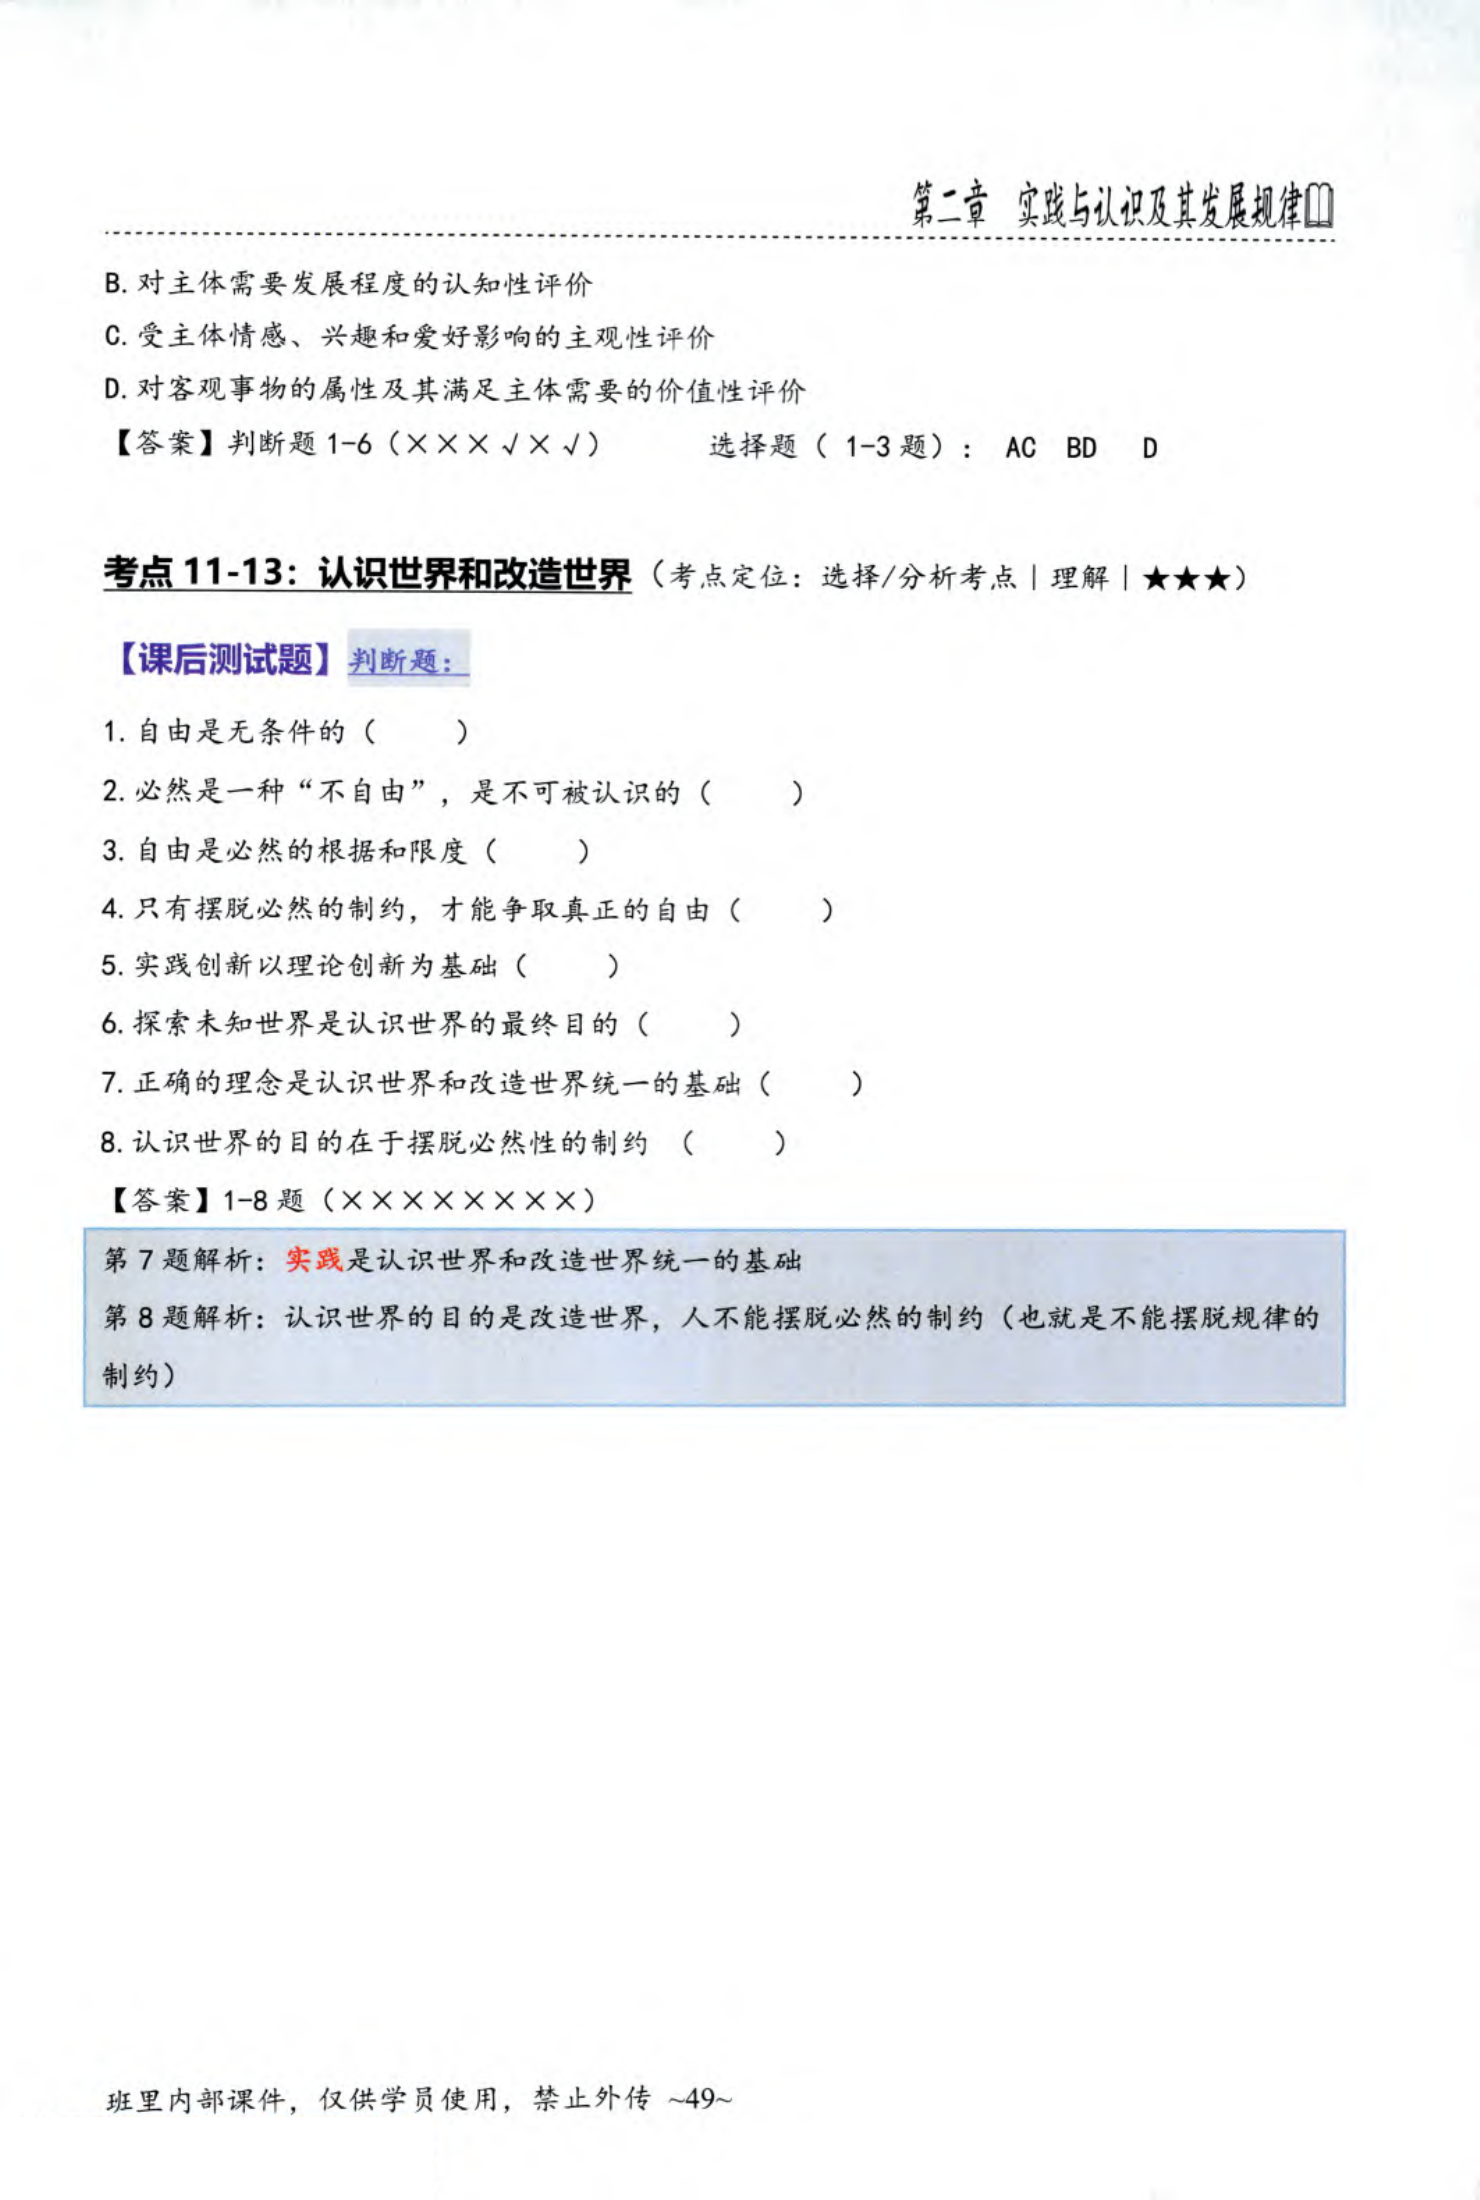 第二章 实践与认识及其发展规律
B. 对主体需要发展程度的认知性评价
C. 受主体情感、兴趣和爱好影响的主观性评价
D. 对客观事物的属性及其满足主体需要的价值性评价
【答案】判断题 1-6（×××√×√） 选择题（ 1-3 题）： AC BD D
考点 11-13：认识世界和改造世界（考点定位：选择/分析考点|理解|★★★）
【课后测试题】判断题：
1. 自由是无条件的（ ）
2. 必然是一种“不自由”，是不可被认识的（ ）
3. 自由是必然的根据和限度（ ）
4. 只有摆脱必然的制约，才能争取真正的自由（ ）
5. 实践创新以理论创新为基础（ ）
6. 探索未知世界是认识世界的最终目的（ ）
7. 正确的理念是认识世界和改造世界统一的基础（ ）
8. 认识世界的目的在于摆脱必然性的制约 （ ）
【答案】1-8 题（××××××××）
第 7 题解析：实践是认识世界和改造世界统一的基础
第 8 题解析：认识世界的目的是改造世界，人不能摆脱必然的制约（也就是不能摆脱规律的
制约）
班里内部课件，仅供学员使用，禁止外传 ~49~